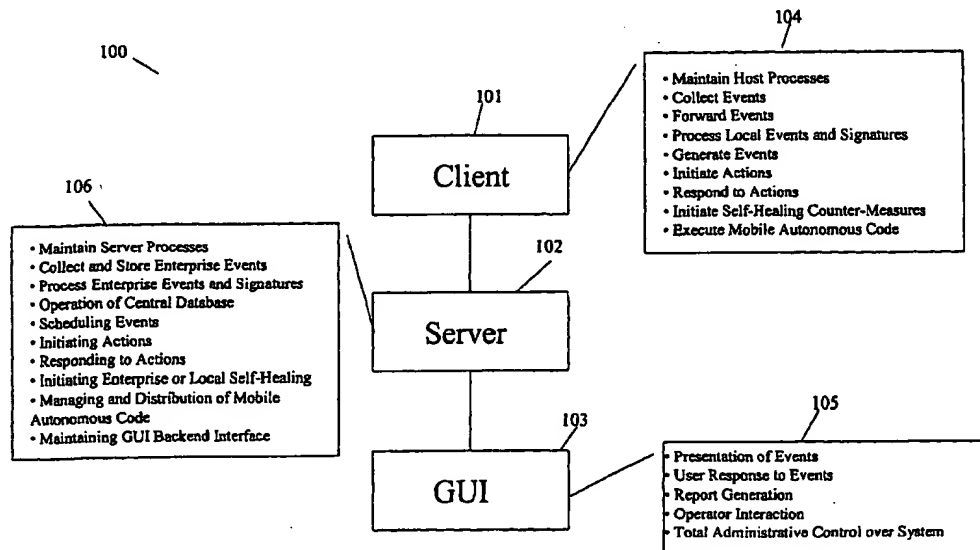 100
104
• Maintain Host Processes
• Collect Events
• Forward Events
• Process Local Events and Signatures
• Generate Events
• Initiate Actions
• Respond to Actions
• Initiate Self-Healing Counter-Measures
• Execute Mobile Autonomous Code
101
Client
106
• Maintain Server Processes
• Collect and Store Enterprise Events
• Process Enterprise Events and Signatures
• Operation of Central Database
• Scheduling Events
• Initiating Actions
• Responding to Actions
• Initiating Enterprise or Local Self-Healing
• Managing and Distribution of Mobile
Autonomous Code
• Maintaining GUI Backend Interface
102
Server
103
GUI
105
• Presentation of Events
• User Response to Events
• Report Generation
• Operator Interaction
• Total Administrative Control over System